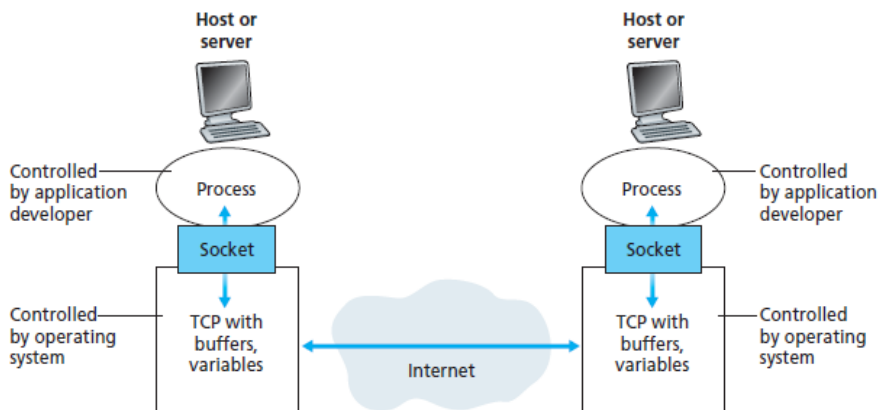 Host or
server
Host or
server
Controlled
by application
developer
Process
Process
Controlled
by application
developer
Socket
Socket
Controlled
by operating
system
TCP with
buffers,
variables
Internet
TCP with
buffers,
variables
Controlled
by operating
system